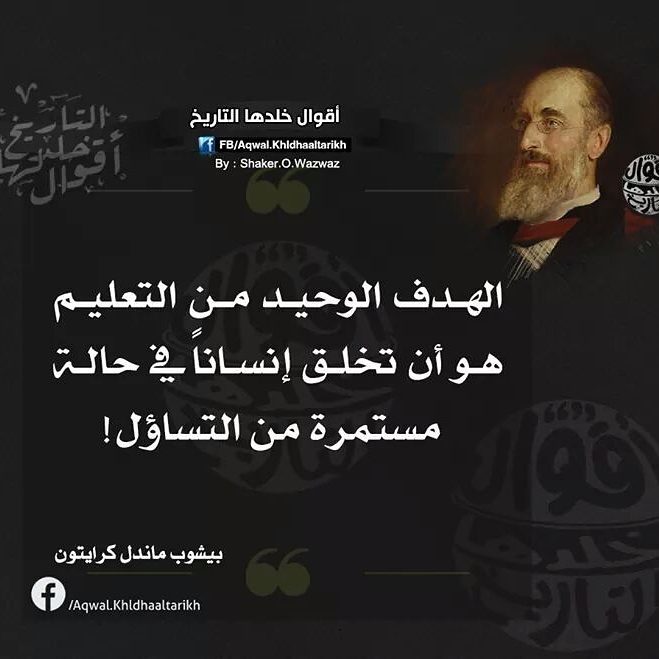 أقوال خلدها التاريخ
FB/Aqwal.Khldhaaltarikh
By : Shaker.O.Wazwaz
الهدف الوحيد من التعليم
هو أن تخلق إنساناً في حالة
مستمرة من التساؤل!
بيشوب ماندل كرايتون
/Aqwal.Khldhaaltarikh